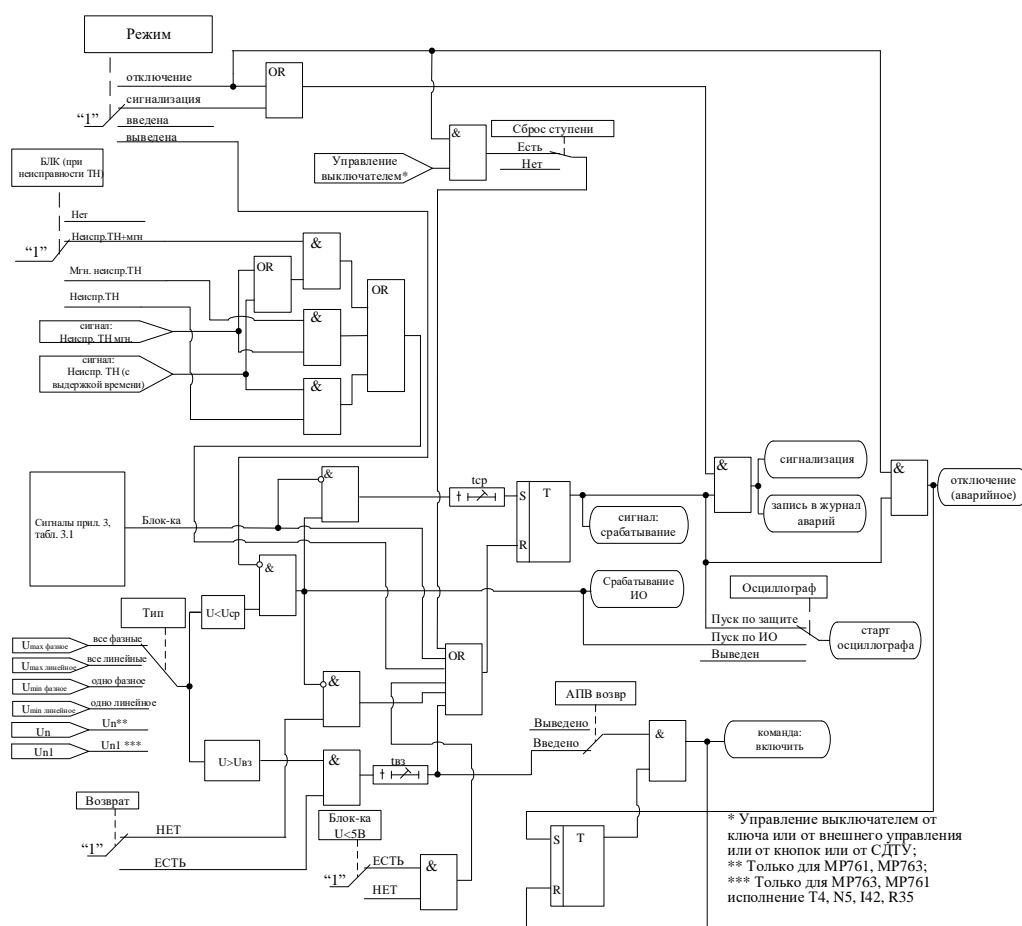 Режим
отключение
сигнализация
“1”
введена
выведена
OR
&
Сброс ступени
Есть
Нет
Управление
выключателем*
БЛК (при
неисправности ТН)
Нет
Неиспр.ТН+мгн
“1”
Мгн. неиспр.ТН
Неиспр.ТН
сигнал:
Неиспр. ТН мгн.
сигнал:
Неиспр. ТН (с
выдержкой времени)
&
OR
OR
&
&
Сигналы прил. 3,
табл. 3.1
Блок-ка
&
tср
S
T
R
сигнал:
срабатывание
&
сигнализация
запись в журнал
аварий
&
отключение
(аварийное)
&
Срабатывание
ИО
Осциллограф
Пуск по защите
Пуск по ИО
Выведен
старт
осциллографа
Тип
U<Uср
Umax фазное
все фазные
Umax линейное
все линейные
Umin фазное
одно фазное
Umin линейное
одно линейное
Un
Un**
Un1
Un1 ***
OR
&
U>Uвз
&
tвз
АПВ возвр
Выведено
Введено
&
команда:
включить
Возврат
“1”
НЕТ
ЕСТЬ
Блок-ка
U<5В
“1”
ЕСТЬ
НЕТ
&
S
T
R
* Управление выключателем от
ключа или от внешнего управления
или от кнопок или от СДТУ;
** Только для МР761, МР763;
*** Только для МР763, МР761
исполнение T4, N5, I42, R35